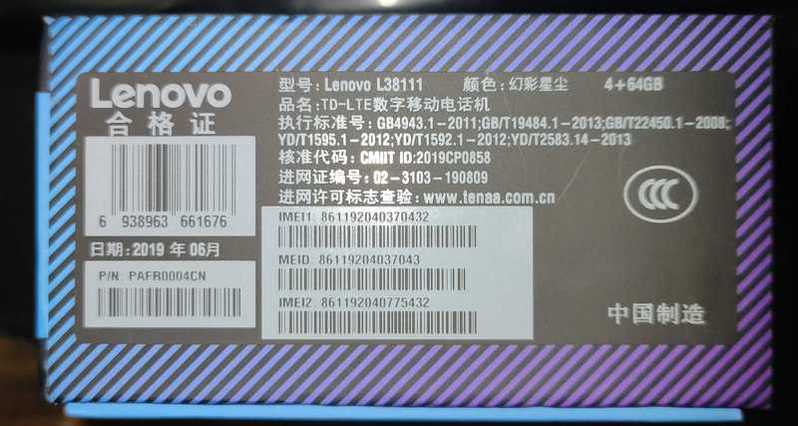 Lenovo
合格证
6 938963 661676
日期:2019 年 06月
P/N: PAFR0004CN
型号: Lenovo L38111 颜色: 幻彩星尘 4+64GB
品名:TD-LTE数字移动电话机
执行标准号: GB4943.1-2011;GB/T19484.1-2013;GB/T22450.1-2008;
YD/T1595.1-2012;YD/T1592.1-2012;YD/T2583.14-2013
核准代码: CMIIT ID:2019CP0858
进网证编号: 02-3103-190809
进网许可标志查验: www.tenaa.com.cn
IMEI1: 861192040370432
MEID: 86119204037043
IMEI2: 861192040775432
CCC
中国制造